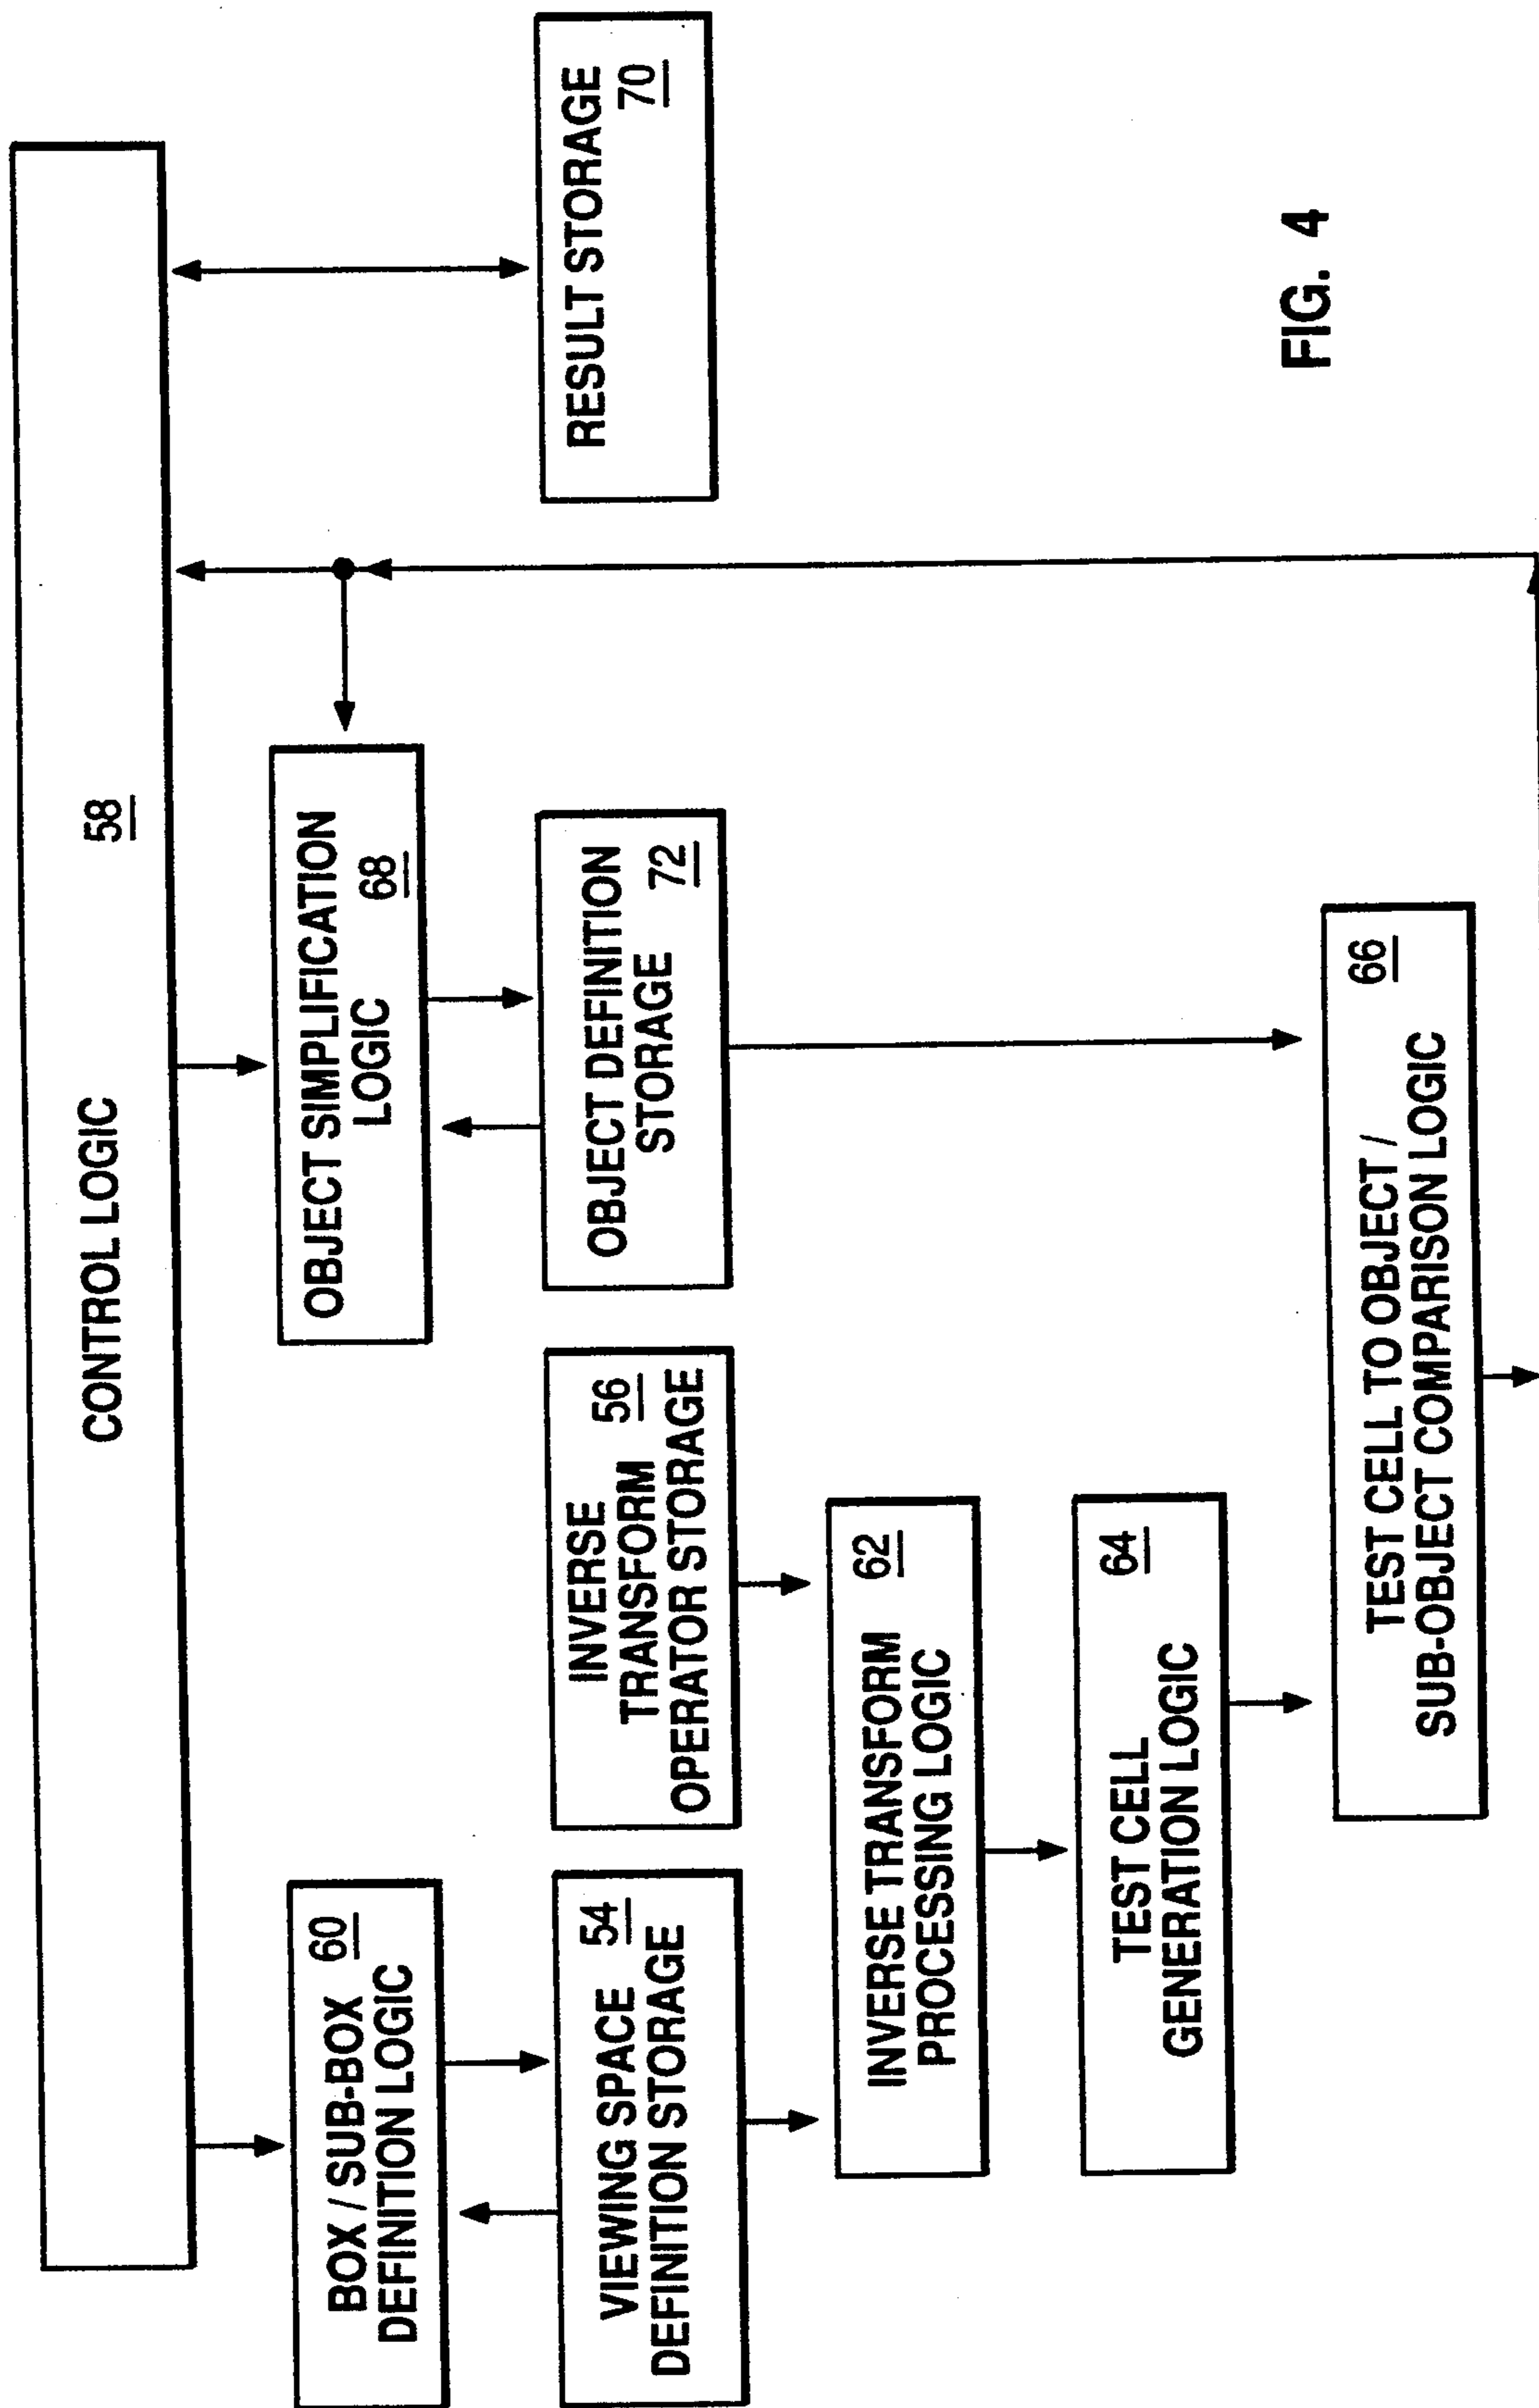 CONTROL LOGIC
58
BOX / SUB-BOX 60
DEFINITION LOGIC
OBJECT SIMPLIFICATION
LOGIC 68
VIEWING SPACE 54
DEFINITION STORAGE
INVERSE
TRANSFORM 56
OPERATOR STORAGE
OBJECT DEFINITION
STORAGE 72
RESULT STORAGE
70
INVERSE TRANSFORM 62
PROCESSING LOGIC
TEST CELL 64
GENERATION LOGIC
TEST CELL TO OBJECT / 66
SUB-OBJECT COMPARISON LOGIC
FIG. 4